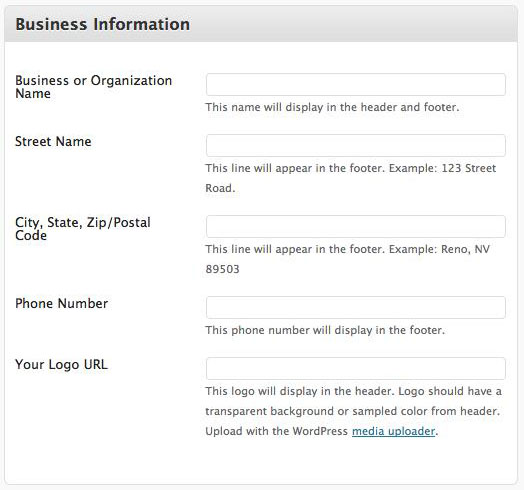 Business Information
Business or Organization
Name
This name will display in the header and footer.
Street Name
This line will appear in the footer. Example: 123 Street
Road.
City, State, Zip/Postal
Code
This line will appear in the footer. Example: Reno, NV
89503
Phone Number
This phone number will display in the footer.
Your Logo URL
This logo will display in the header. Logo should have a
transparent background or sampled color from header.
Upload with the WordPress media uploader.